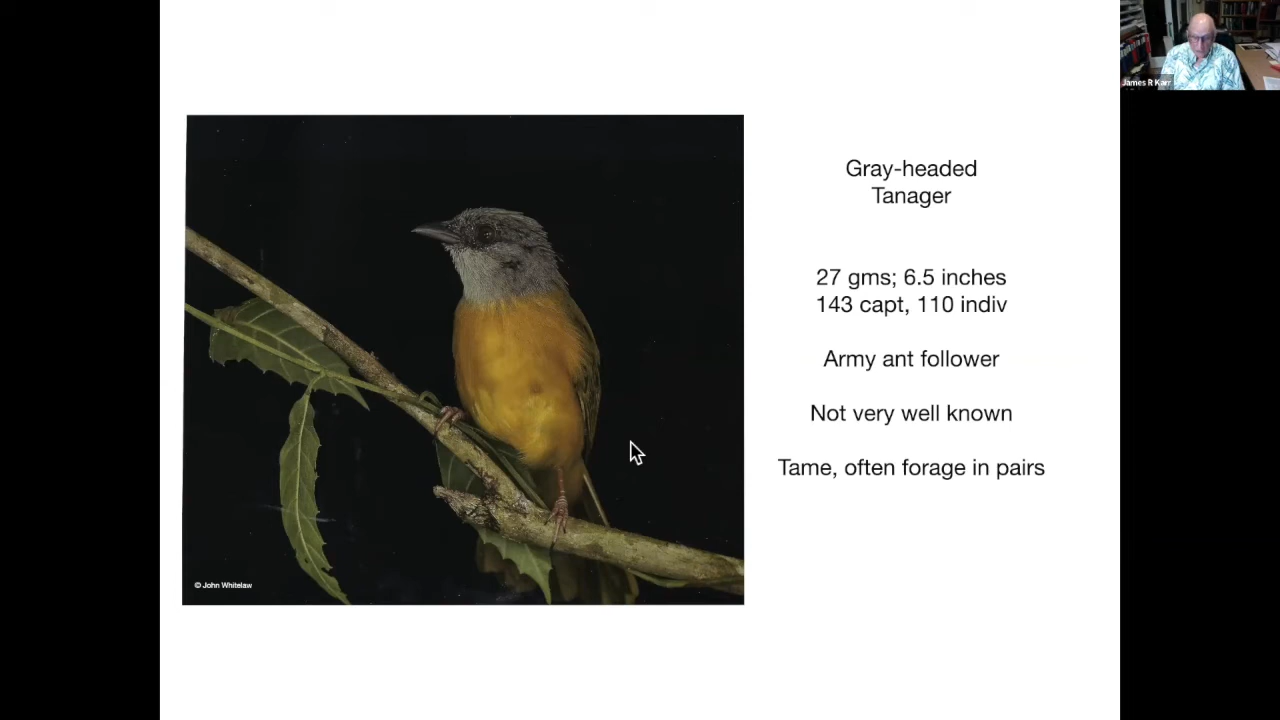 James R Karr
Gray-headed
Tanager
27 gms; 6.5 inches
143 capt, 110 indiv
Army ant follower
Not very well known
Tame, often forage in pairs
© John Whitelaw